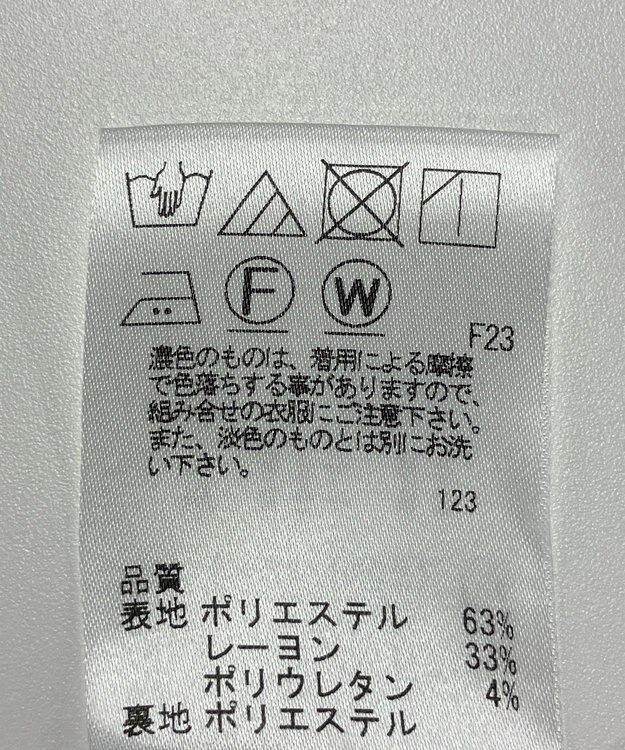 F W
F23
濃色のものは、着用による摩擦
で色落ちする事がありますので、
組み合せの衣服にご注意下さい。
また、淡色のものとは別にお洗
い下さい。
123
品質
表地 ポリエステル 63%
レーヨン 33%
ポリウレタン 4%
裏地 ポリエステル